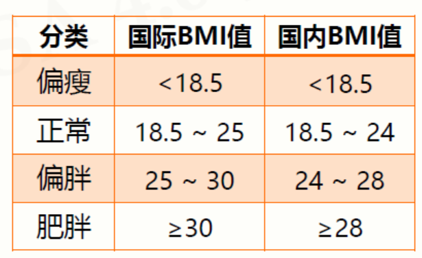 分类 国际BMI值 国内BMI值
偏瘦 <18.5 <18.5
正常 18.5 ~ 25 18.5 ~ 24
偏胖 25 ~ 30 24 ~ 28
肥胖 ≥30 ≥28